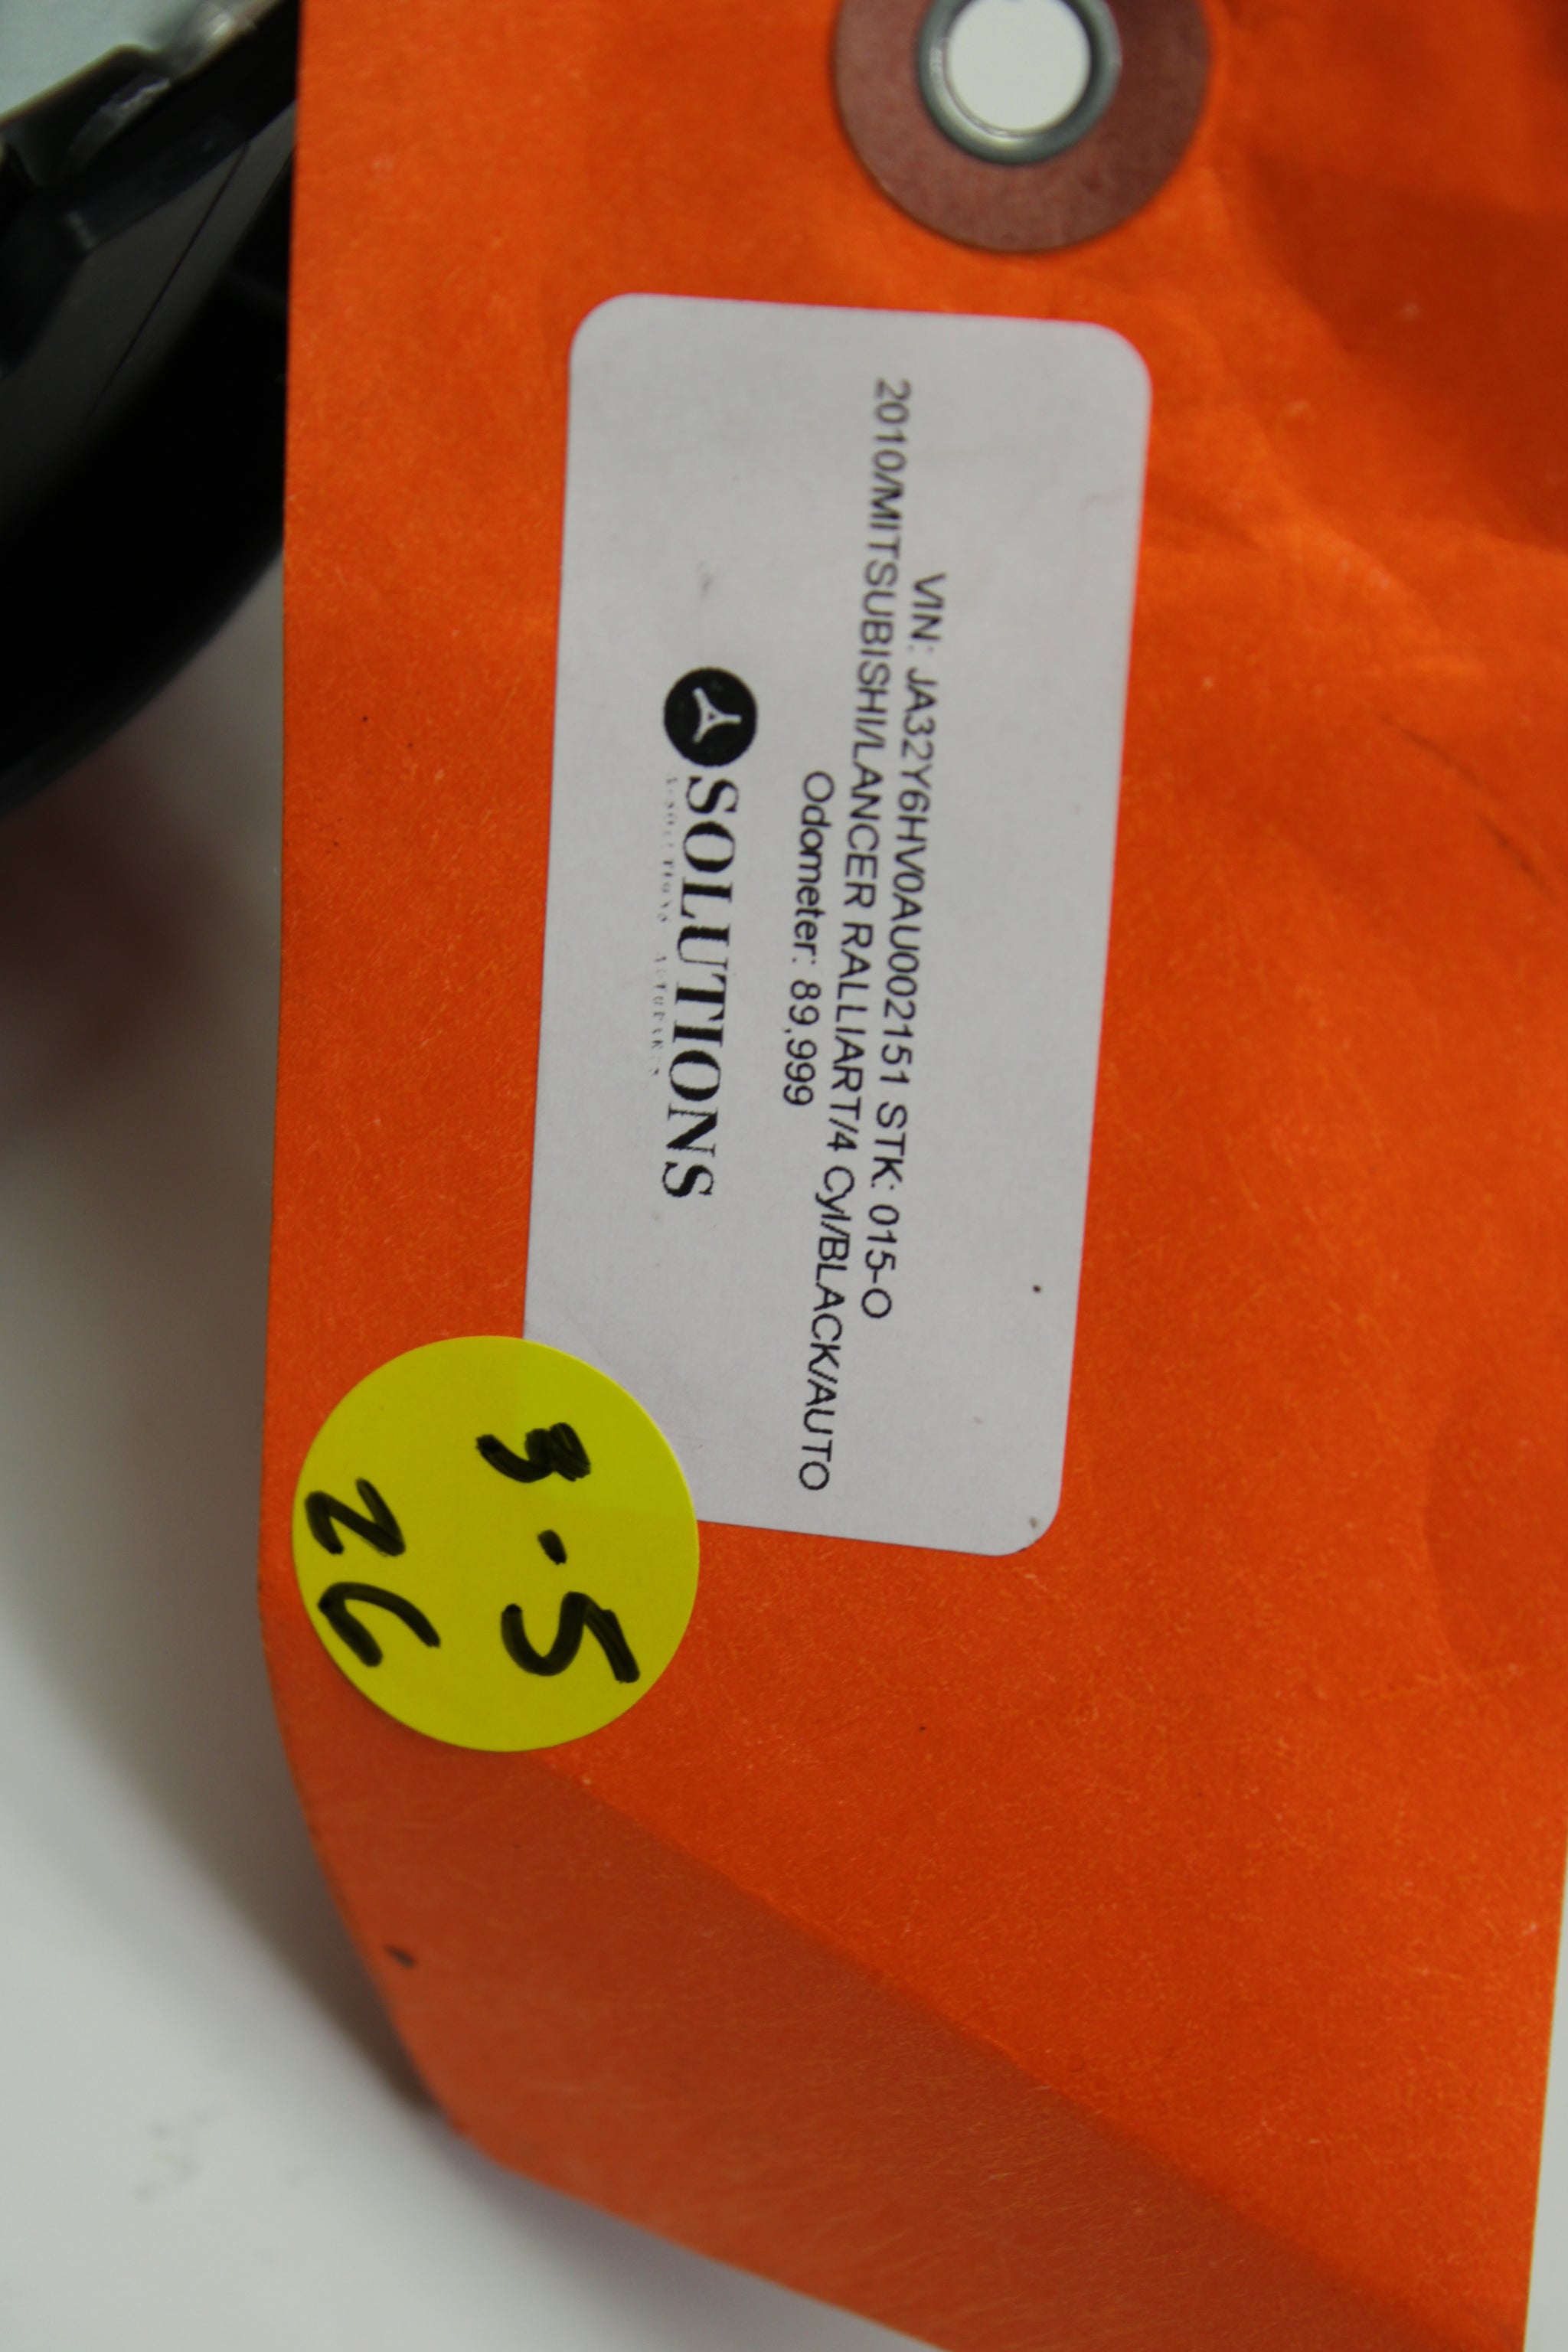 VIN: JA32Y6HV0AU002151 STK: 015-O
2010/MITSUBISHI/LANCER RALLIART/4 Cyl/BLACK/AUTO
Odometer: 89,999
SOLUTIONS
3.5
26